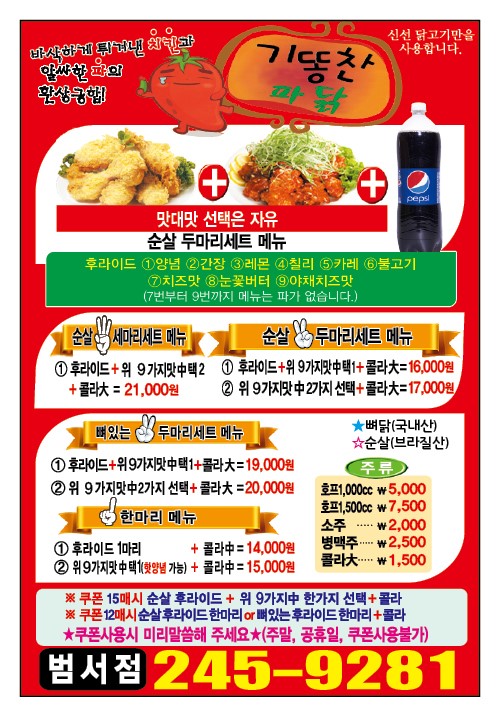 바삭하게 튀겨낸 치킨과
알싸한 파의
환상궁합!
기똥찬
파닭
신선 닭고기만을
사용합니다.
pepsi
맛대맛 선택은 자유
순살 두마리세트 메뉴
후라이드 ①양념 ②간장 ③레몬 ④칠리 ⑤카레 ⑥불고기
⑦치즈맛 ⑧눈꽃버터 ⑨야채치즈맛
(7번부터 9번까지 메뉴는 파가 없습니다.)
순살 세마리세트 메뉴
① 후라이드+위 9가지맛中택2
+콜라大 = 21,000원
순살 두마리세트 메뉴
① 후라이드+위 9가지맛中택1+콜라大=16,000원
② 위 9가지맛中2가지 선택+콜라大=17,000원
뼈있는 두마리세트 메뉴
① 후라이드+위9가지맛中택1+콜라大=19,000원
② 위 9가지맛中2가지 선택+콜라大=20,000원
한마리 메뉴
① 후라이드 1마리 + 콜라中 = 14,000원
② 위9가지맛中택1(핫양념 가능) + 콜라中 = 15,000원
★뼈닭(국내산)
☆순살(브라질산)
주 류
호프1,000cc ₩5,000
호프1,500cc ₩7,500
소주 ····· ₩2,000
병맥주 ···· ₩2,500
콜라大 ···· ₩1,500
※ 쿠폰 15매시 순살 후라이드 + 위 9가지中 한가지 선택+콜라
※ 쿠폰12매시순살후라이드한마리or뼈있는후라이드한마리+콜라
★쿠폰사용시 미리말씀해 주세요★(주말, 공휴일, 쿠폰사용불가)
범서점 245-9281